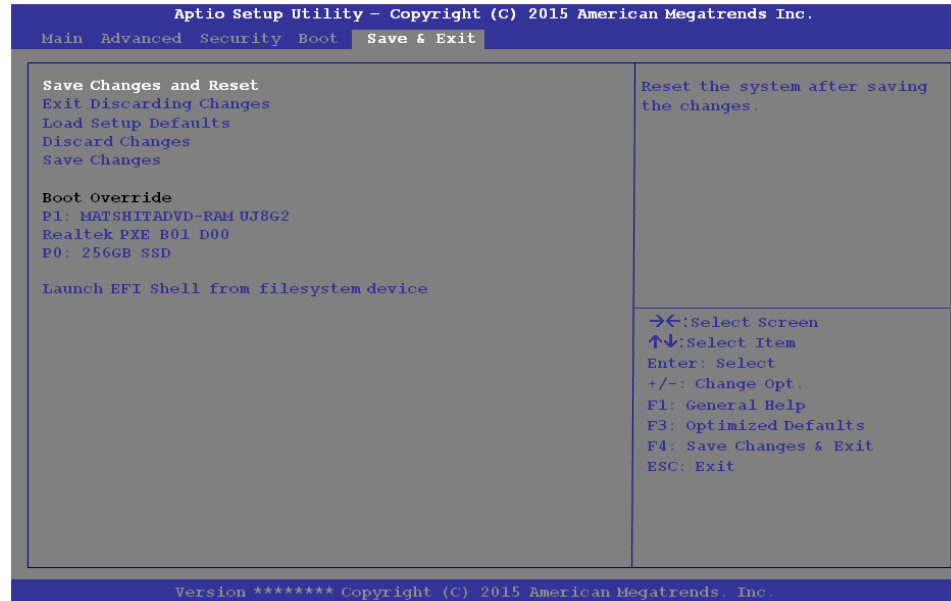 Aptio Setup Utility – Copyright (C) 2015 American Megatrends Inc.
Main Advanced Security Boot Save & Exit
Save Changes and Reset
Exit Discarding Changes
Load Setup Defaults
Discard Changes
Save Changes
Boot Override
P1: MATSHITADVD-RAM UJ8G2
Realtek PXE B01 D00
P0: 256GB SSD
Launch EFI Shell from filesystem device
Reset the system after saving
the changes.
→←:Select Screen
↑↓:Select Item
Enter: Select
+/-: Change Opt.
F1: General Help
F3: Optimized Defaults
F4: Save Changes & Exit
ESC: Exit
Version ******** Copyright (C) 2015 American Megatrends. Inc.